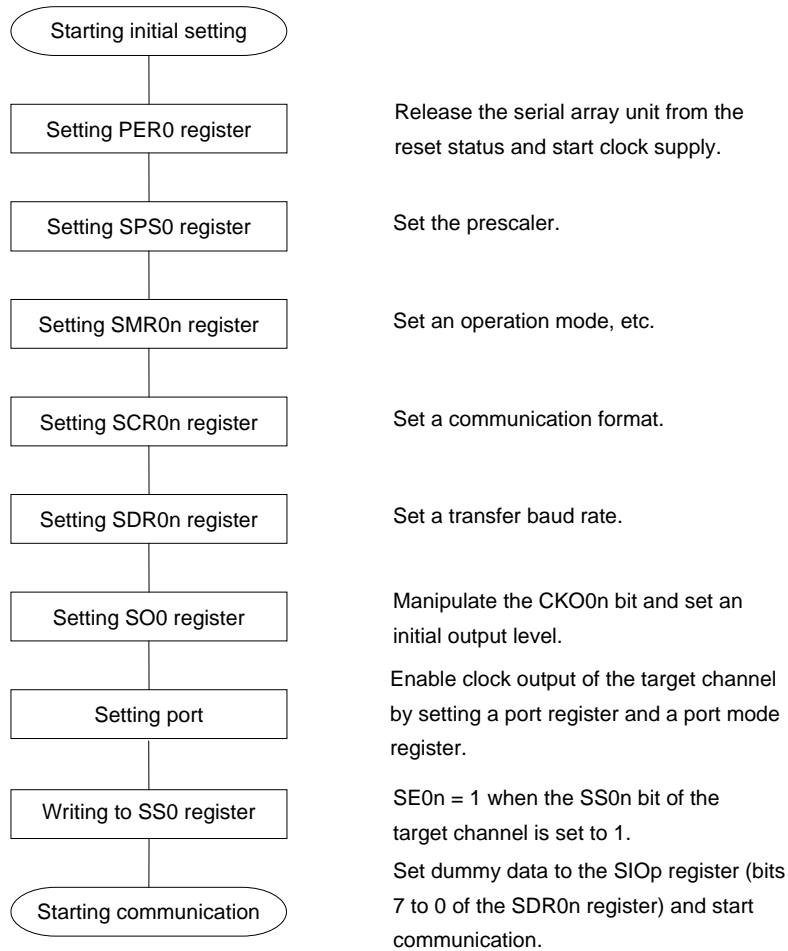 Starting initial setting
Setting PER0 register
Release the serial array unit from the
reset status and start clock supply.
Setting SPS0 register
Set the prescaler.
Setting SMR0n register
Set an operation mode, etc.
Setting SCR0n register
Set a communication format.
Setting SDR0n register
Set a transfer baud rate.
Setting SO0 register
Manipulate the CKO0n bit and set an
initial output level.
Setting port
Enable clock output of the target channel
by setting a port register and a port mode
register.
Writing to SS0 register
SE0n = 1 when the SS0n bit of the
target channel is set to 1.
Starting communication
Set dummy data to the SIOp register (bits
7 to 0 of the SDR0n register) and start
communication.